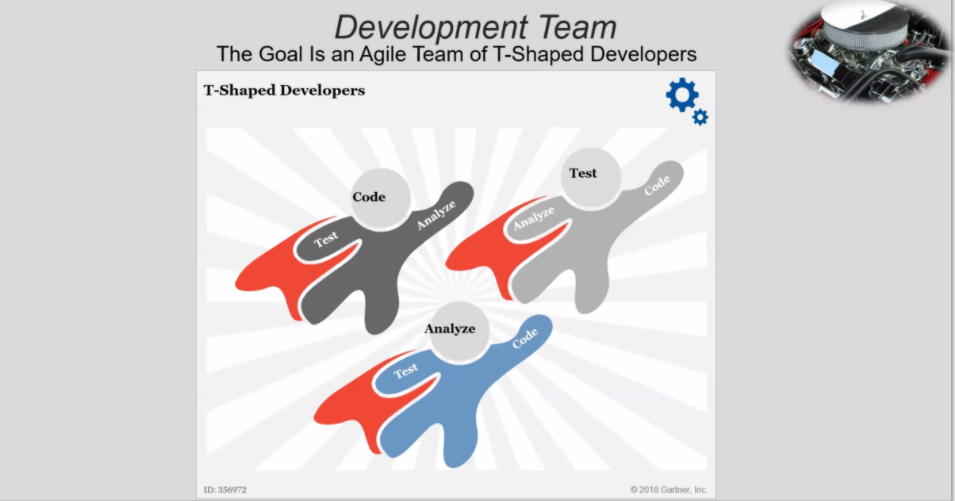 Development Team
The Goal Is an Agile Team of T-Shaped Developers
T-Shaped Developers
Code
Test
Analyze
Test
Analyze
Code
Analyze
Test
Code
ID: 356972
© 2018 Gartner, Inc.